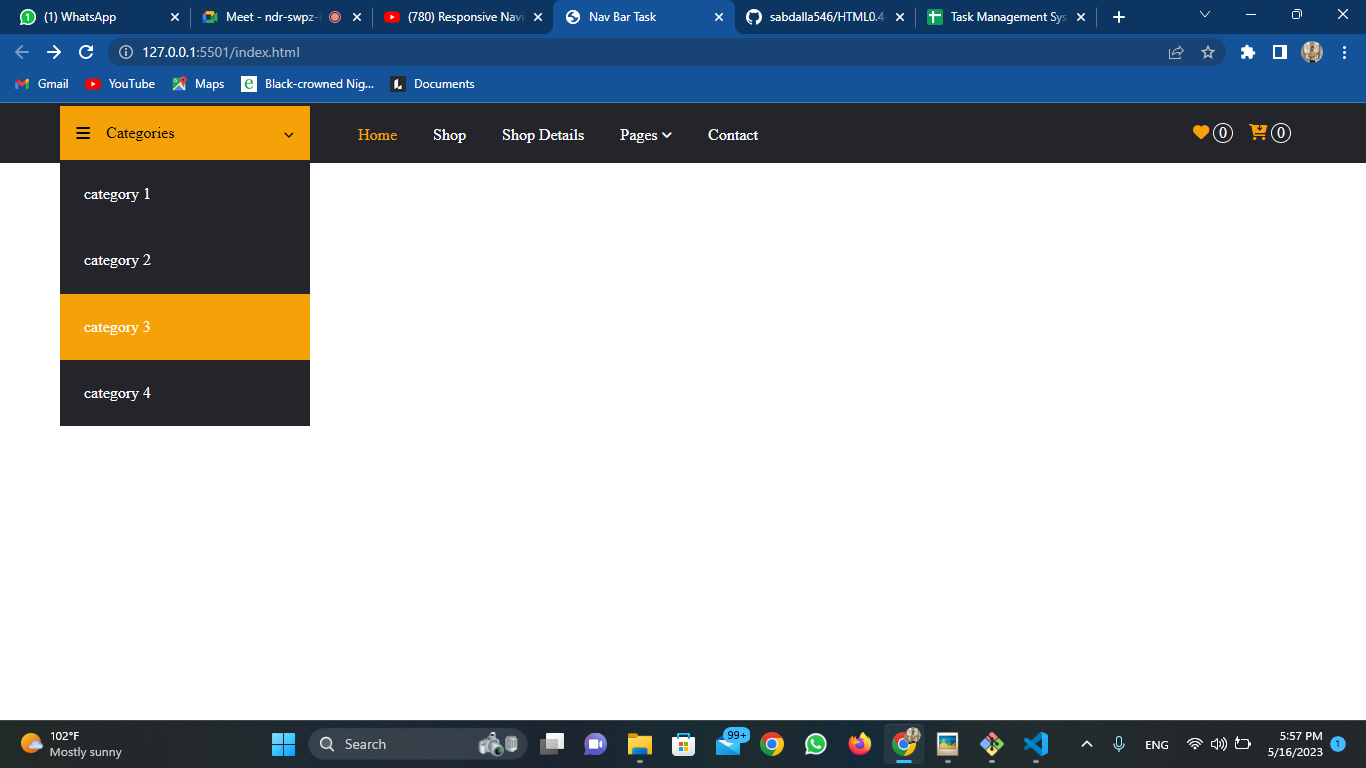 (1) WhatsApp
Meet - ndr-swpz-
(780) Responsive Navi
Nav Bar Task
sabdalla546/HTML0.4-
Task Management Sys
127.0.0.1:5501/index.html
Gmail
YouTube
Maps
Black-crowned Nig...
Documents
Categories
Home
Shop
Shop Details
Pages
Contact
0
0
category 1
category 2
category 3
category 4
102°F
Mostly sunny
Search
99+
ENG
5:57 PM
5/16/2023
1